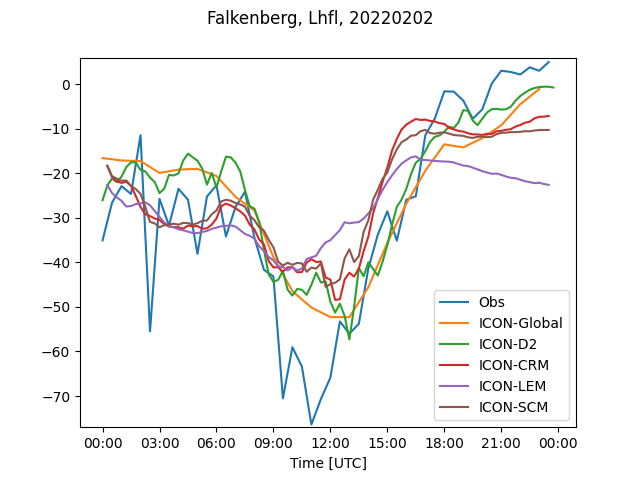 Falkenberg, Lhfl, 20220202
0
−10
−20
−30
−40
−50
−60
−70
00:00 03:00 06:00 09:00 12:00 15:00 18:00 21:00 00:00
Time [UTC]
Obs
ICON-Global
ICON-D2
ICON-CRM
ICON-LEM
ICON-SCM